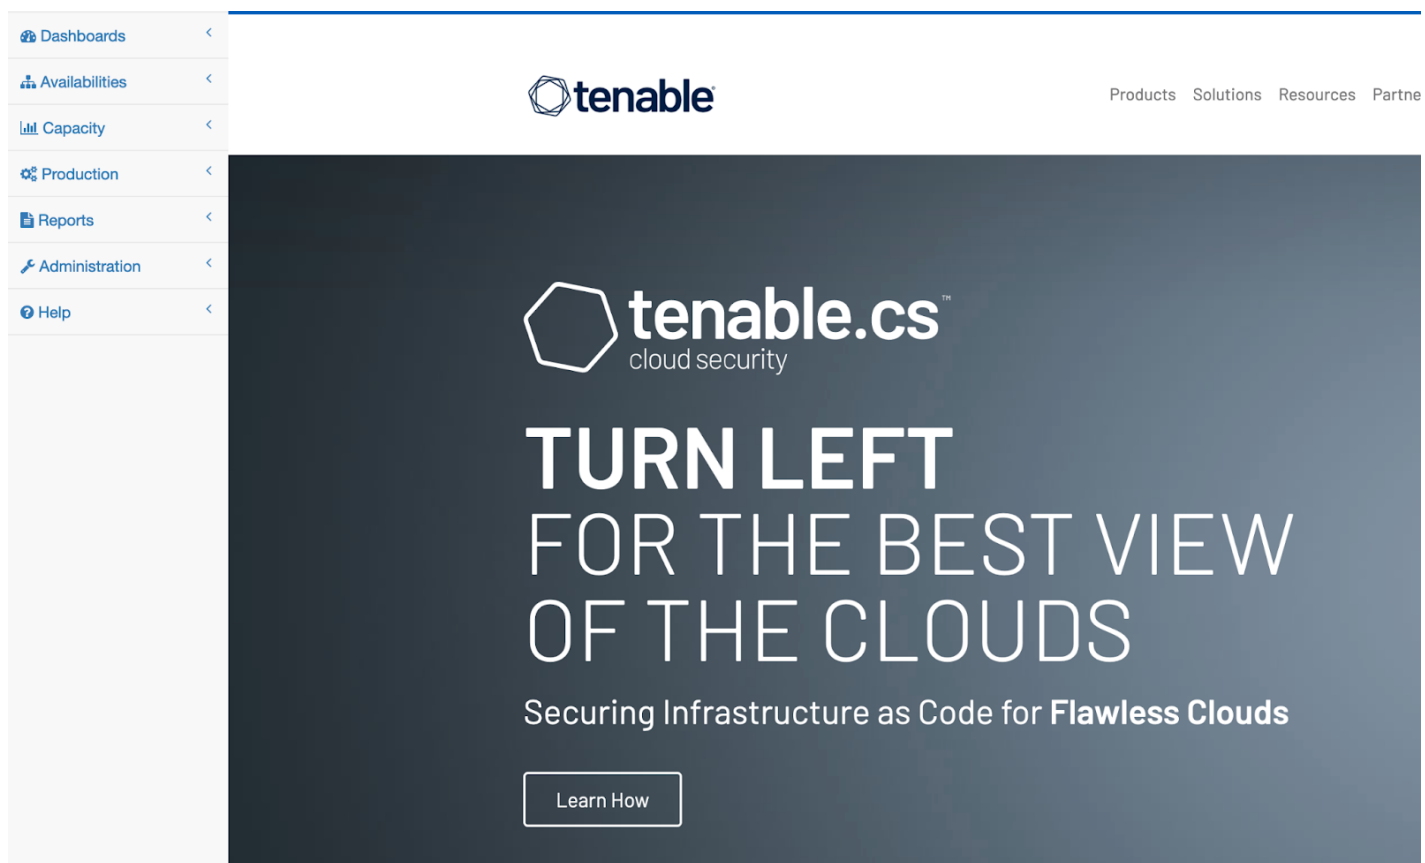 Dashboards
Availabilities
Capacity
Production
Reports
Administration
Help
tenable
Products Solutions Resources Partne
tenable.cs™
cloud security
TURN LEFT
FOR THE BEST VIEW
OF THE CLOUDS
Securing Infrastructure as Code for Flawless Clouds
Learn How